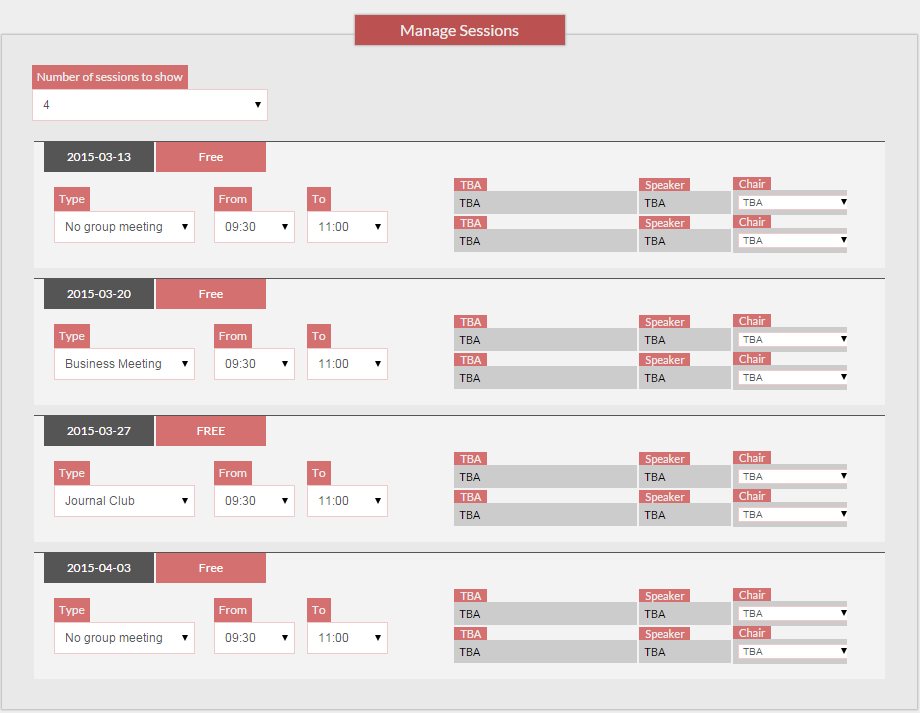 Manage Sessions
Number of sessions to show
4
2015-03-13 Free
Type From To
No group meeting 09:30 11:00
TBA Speaker Chair
TBA TBA TBA
TBA Speaker Chair
TBA TBA TBA
2015-03-20 Free
Type From To
Business Meeting 09:30 11:00
TBA Speaker Chair
TBA TBA TBA
TBA Speaker Chair
TBA TBA TBA
2015-03-27 FREE
Type From To
Journal Club 09:30 11:00
TBA Speaker Chair
TBA TBA TBA
TBA Speaker Chair
TBA TBA TBA
2015-04-03 Free
Type From To
No group meeting 09:30 11:00
TBA Speaker Chair
TBA TBA TBA
TBA Speaker Chair
TBA TBA TBA